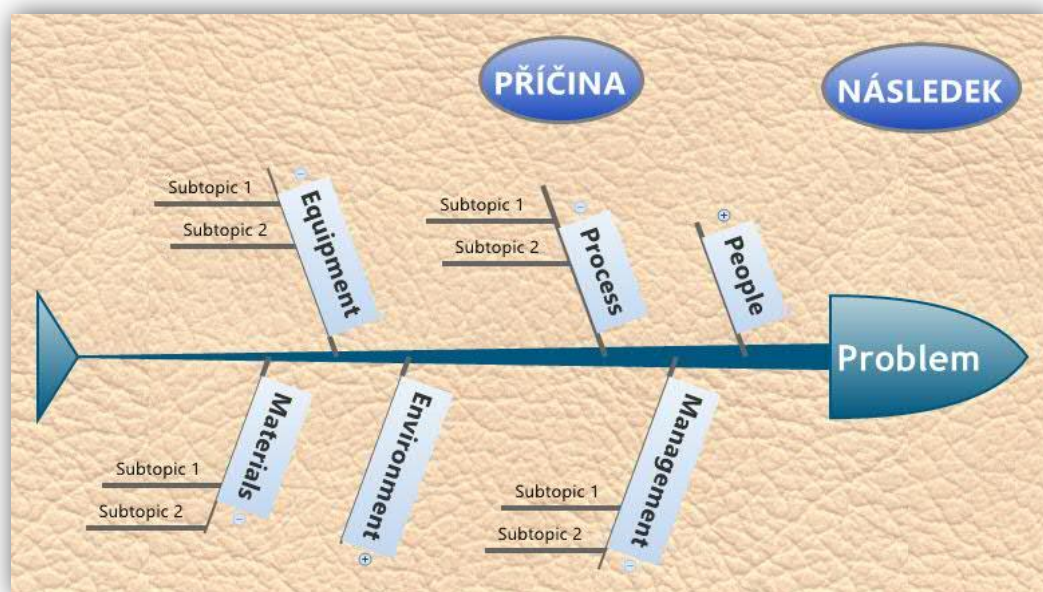 PŘÍČINA
NÁSLEDEK
Subtopic 1
Subtopic 2
Equipment
Subtopic 1
Subtopic 2
Process
People
Problem
Materials
Subtopic 1
Subtopic 2
Environment
Management
Subtopic 1
Subtopic 2